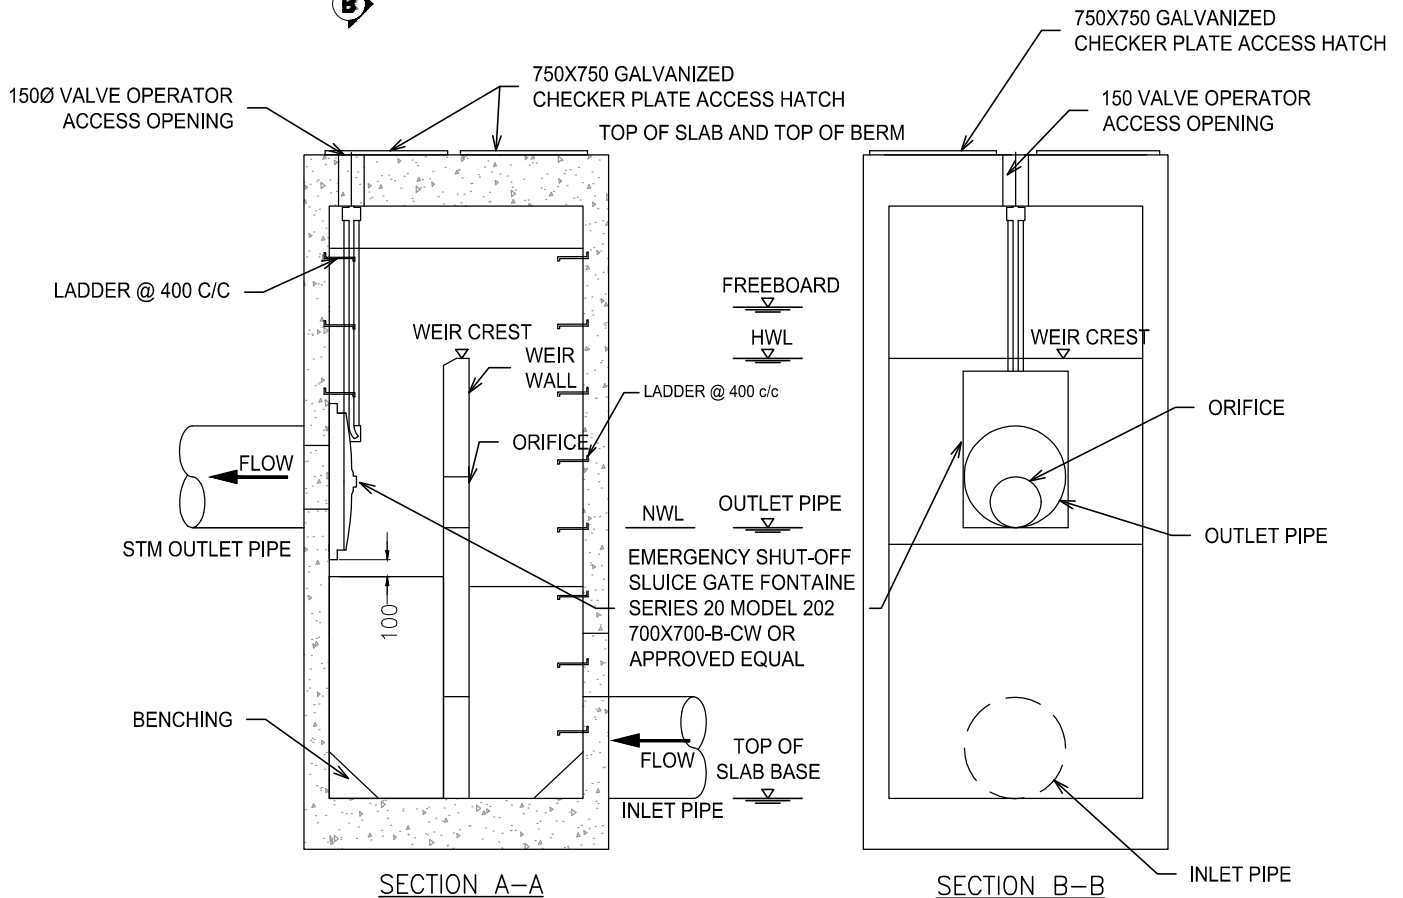 B
750X750 GALVANIZED
CHECKER PLATE ACCESS HATCH
750X750 GALVANIZED
CHECKER PLATE ACCESS HATCH
150Ø VALVE OPERATOR
ACCESS OPENING
150 VALVE OPERATOR
ACCESS OPENING
TOP OF SLAB AND TOP OF BERM
LADDER @ 400 C/C
FREEBOARD
HWL
WEIR CREST
WEIR CREST
WEIR
WALL
LADDER @ 400 c/c
ORIFICE
ORIFICE
FLOW
STM OUTLET PIPE
NWL
OUTLET PIPE
OUTLET PIPE
EMERGENCY SHUT-OFF
SLUICE GATE FONTAINE
SERIES 20 MODEL 202
700X700-B-CW OR
APPROVED EQUAL
100
BENCHING
FLOW
INLET PIPE
TOP OF
SLAB BASE
INLET PIPE
SECTION A-A
SECTION B-B